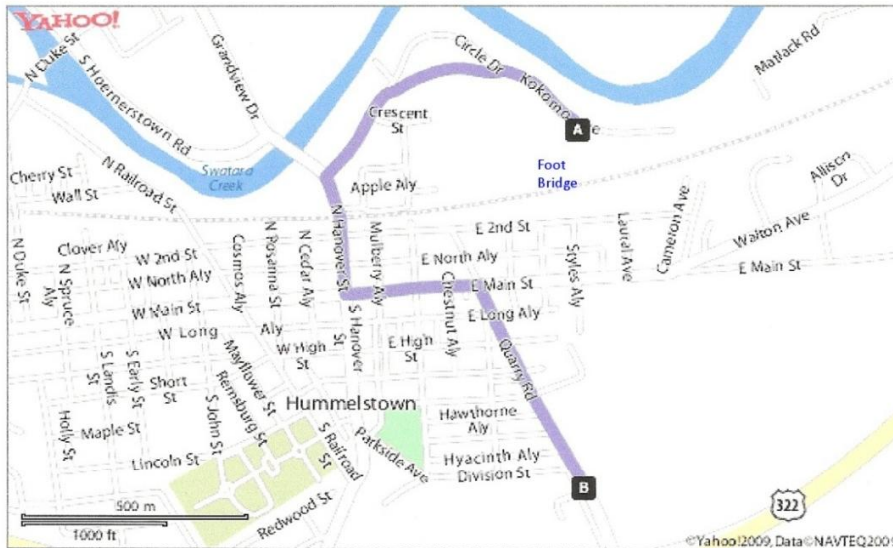 YAHOO!
N Duke St
S Hoernerstown Rd
Grandview Dr
Circle Dr
Kokomo Ave
Matlack Rd
Crescent
St
A
Foot
Bridge
N Railroad St
Swatara
Creek
Cherry St
Wall St
Apple Aly
Allison
Dr
N Duke St
Clover Aly
W 2nd St
W North Aly
W Main St
W Long Aly
N Spruce
Aly
Cosmos Aly
N Rosanna St
N Cedar Aly
N Hanover St
Mulberry Aly
E 2nd St
E North Aly
Chestnut Aly
E Main St
E Long Aly
Styles Aly
Laural Ave
Cameron Ave
Walton Ave
E Main St
S Hanover
St
W High
St
E High
St
Quarry Rd
S Landis
St
S Early St
Short
St
Mayflower St
Remsburg St
S John St
Holly St
Maple St
Lincoln St
Hummelstown
S Railroad
St
Parkside Ave
Hawthorne
Aly
Hyacinth Aly
Division St
B
Redwood St
500 m
1000 ft
322
©Yahoo!2009, Data©NAVTEQ200